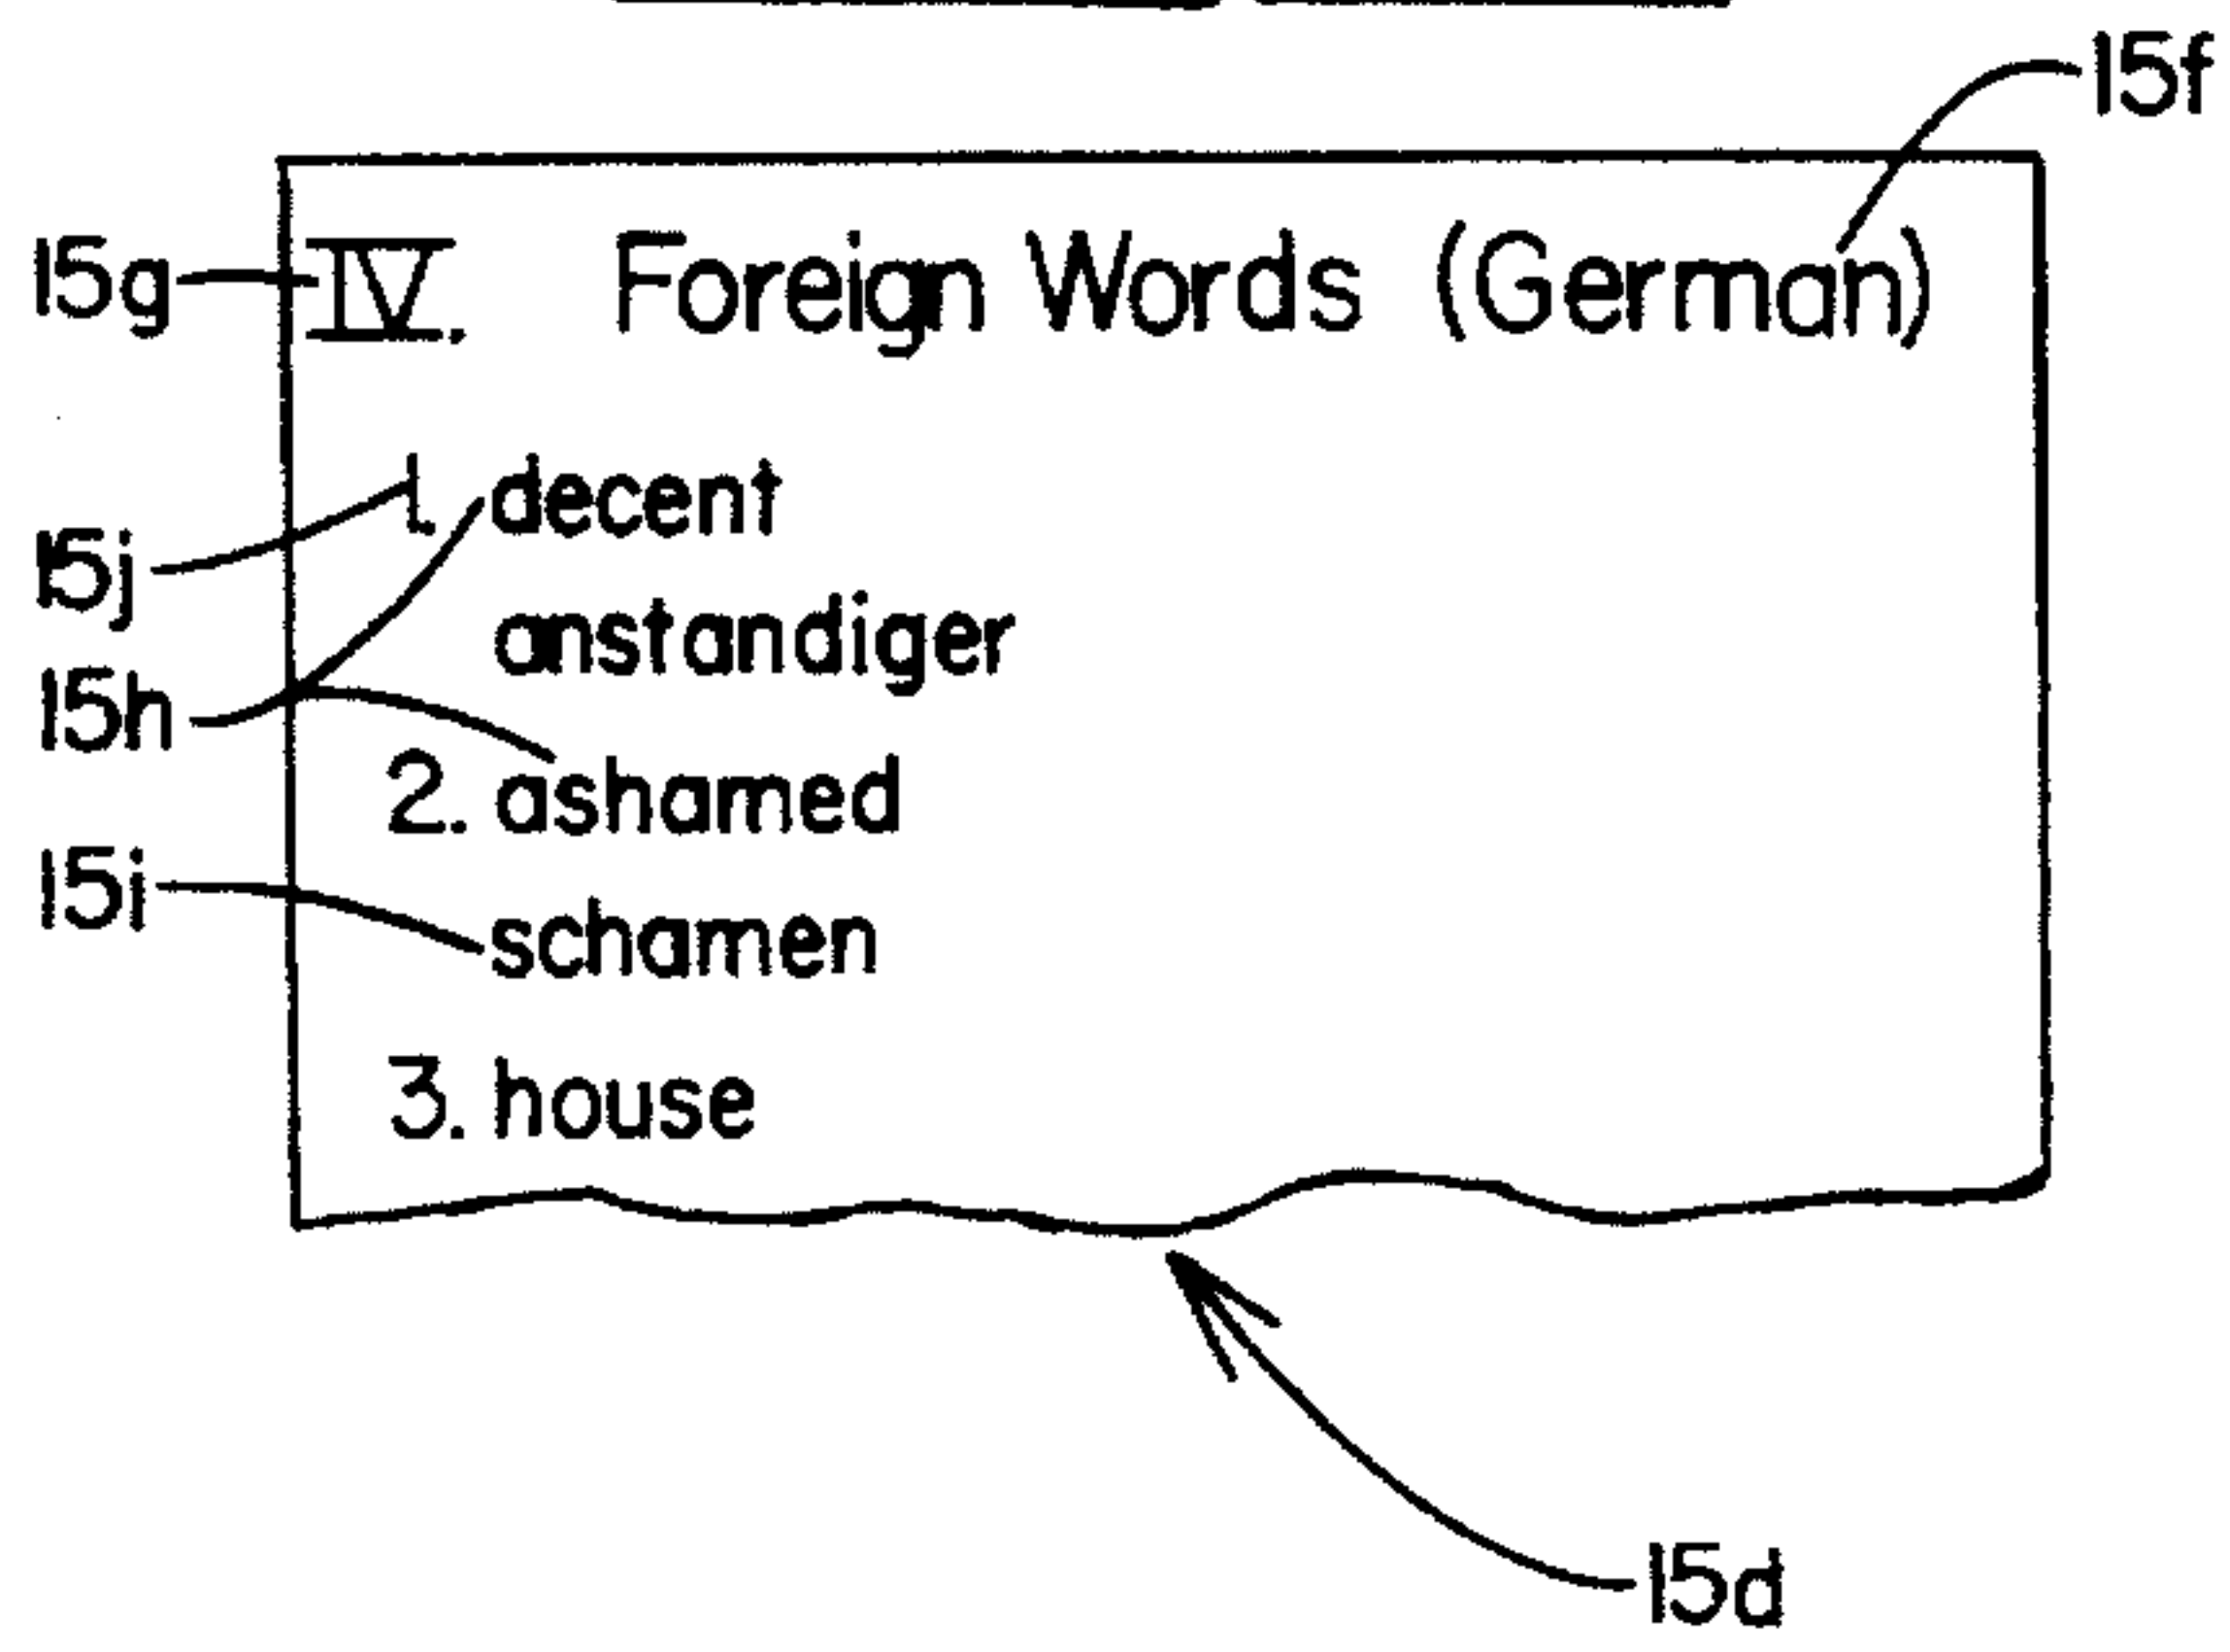 15f
15g IV. Foreign Words (German)
1. decent
15j
anstandiger
15h
2. ashamed
15i
schamen
3. house
15d